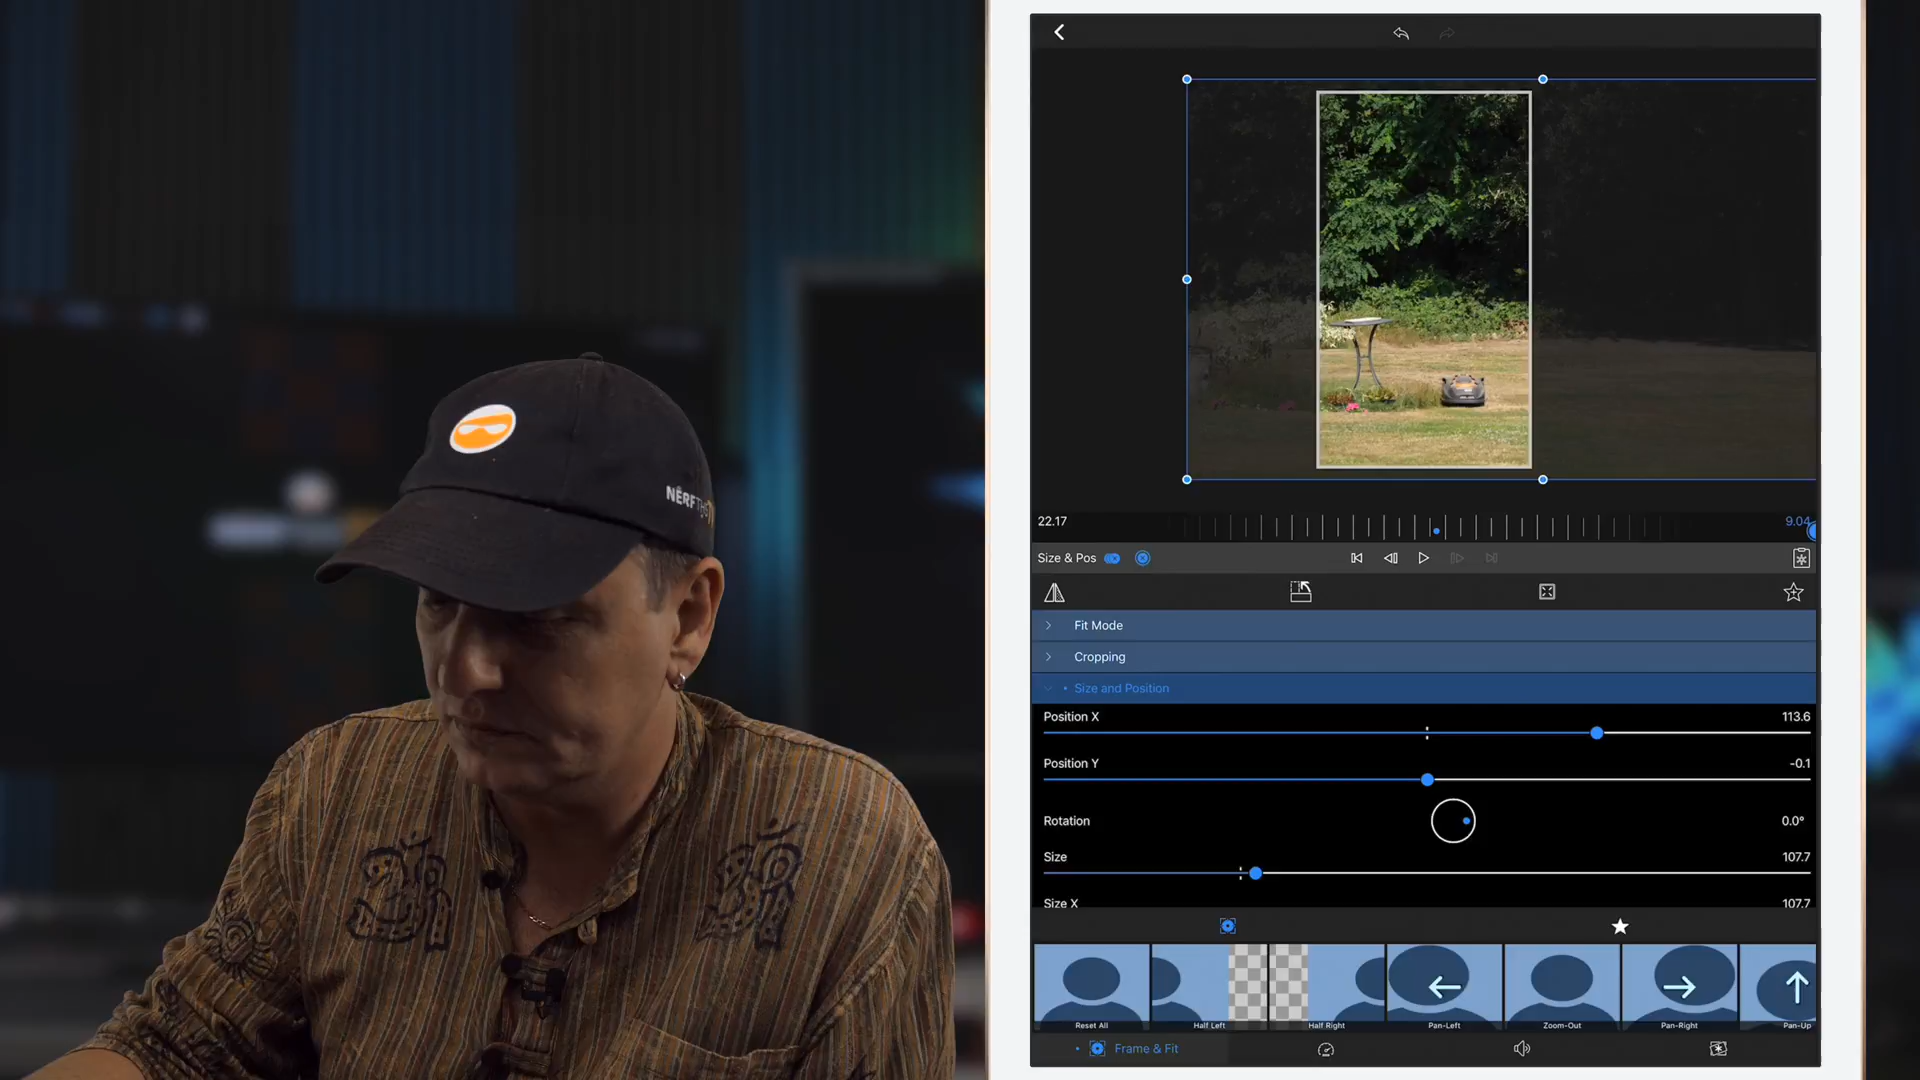 NERF THIS
22.17
9.04
Size & Pos
Fit Mode
Cropping
Size and Position
Position X
113.6
Position Y
-0.1
Rotation
0.0°
Size
107.7
Size X
107.7
Reset All
Half Left
Half Right
Pan-Left
Zoom-Out
Pan-Right
Pan-Up
Frame & Fit